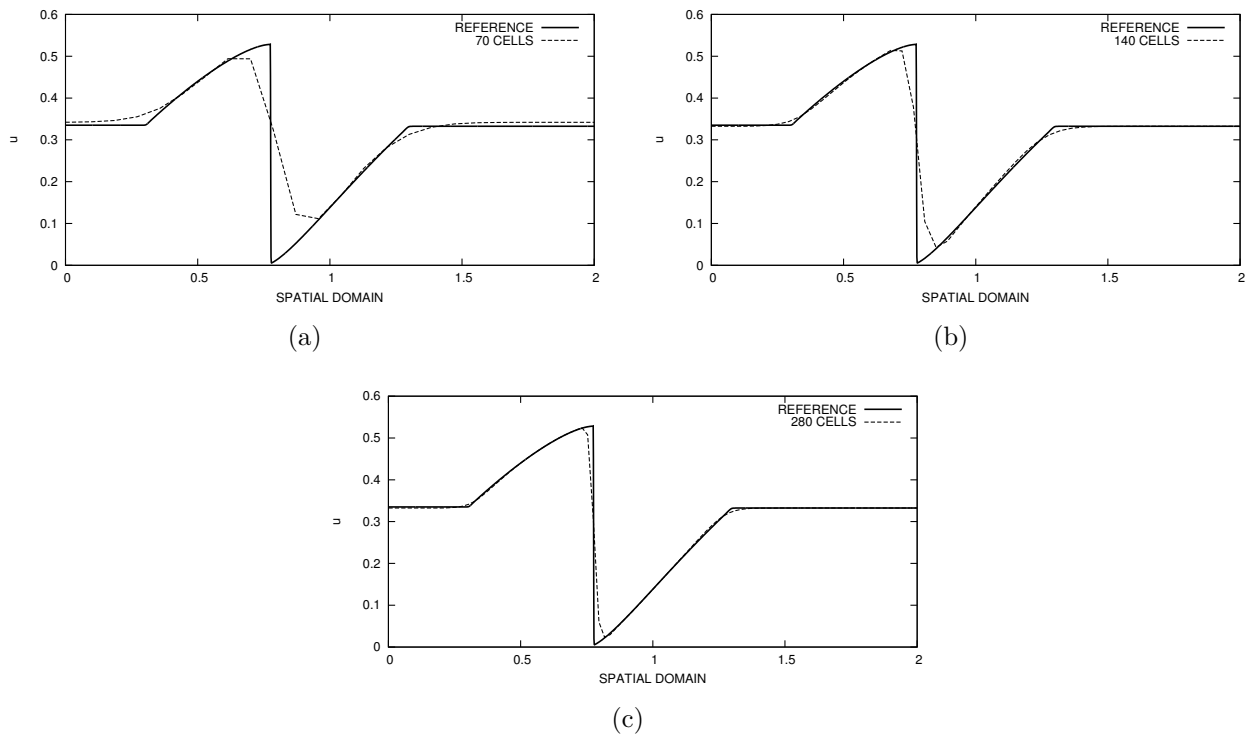 0.6
0.5
0.4
0.3
0.2
0.1
0
u
0
0.5
1
1.5
2
SPATIAL DOMAIN
REFERENCE
70 CELLS
(a)
0.6
0.5
0.4
0.3
0.2
0.1
0
u
0
0.5
1
1.5
2
SPATIAL DOMAIN
REFERENCE
140 CELLS
(b)
0.6
0.5
0.4
0.3
0.2
0.1
0
u
0
0.5
1
1.5
2
SPATIAL DOMAIN
REFERENCE
280 CELLS
(c)